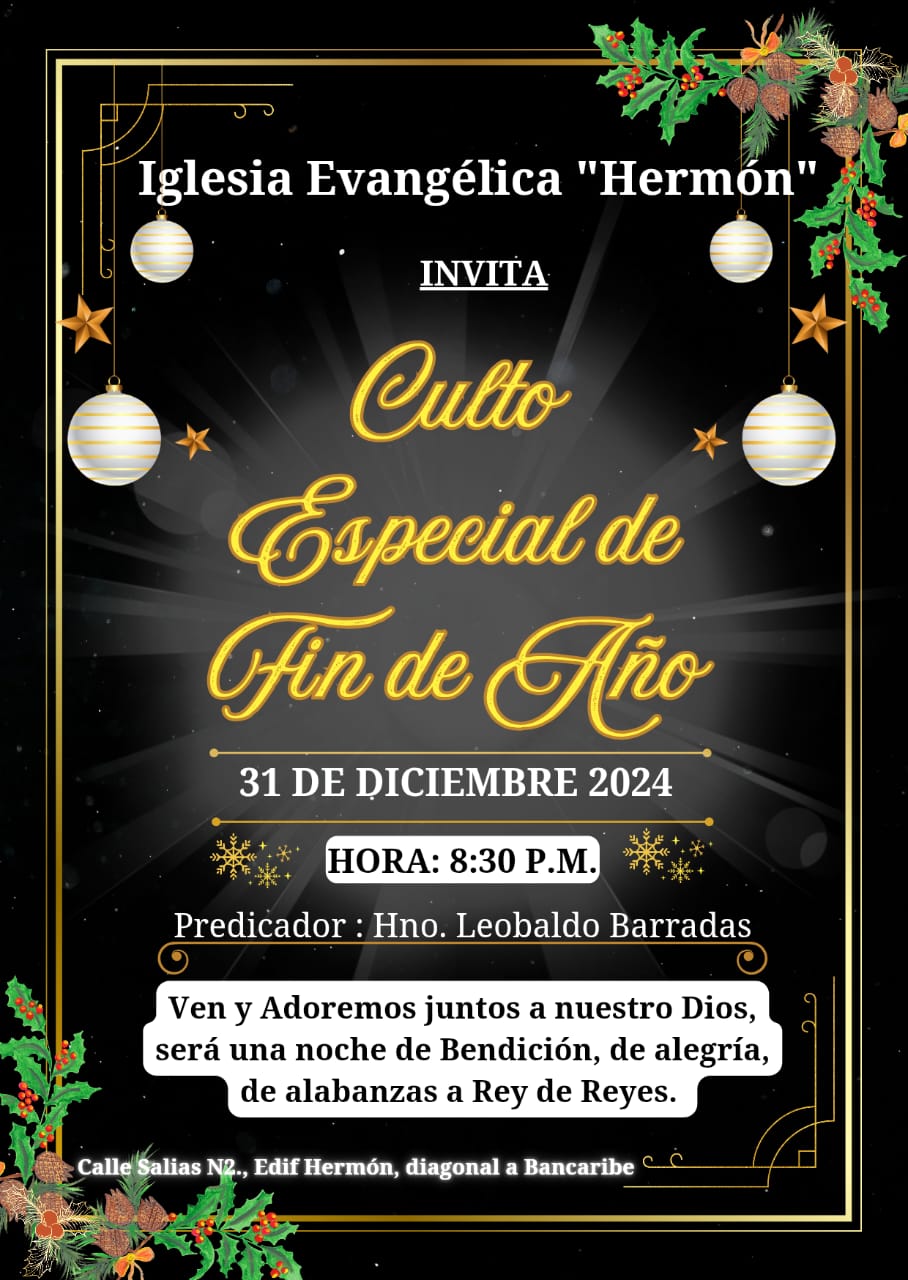 Iglesia Evangélica "Hermón"
INVITA
Culto
Especial de
Fin de Año
31 DE DICIEMBRE 2024
HORA: 8:30 P.M.
Predicador : Hno. Leobaldo Barradas
Ven y Adoremos juntos a nuestro Dios,
será una noche de Bendición, de alegría,
de alabanzas a Rey de Reyes.
Calle Salias N2., Edif Hermón, diagonal a Bancaribe